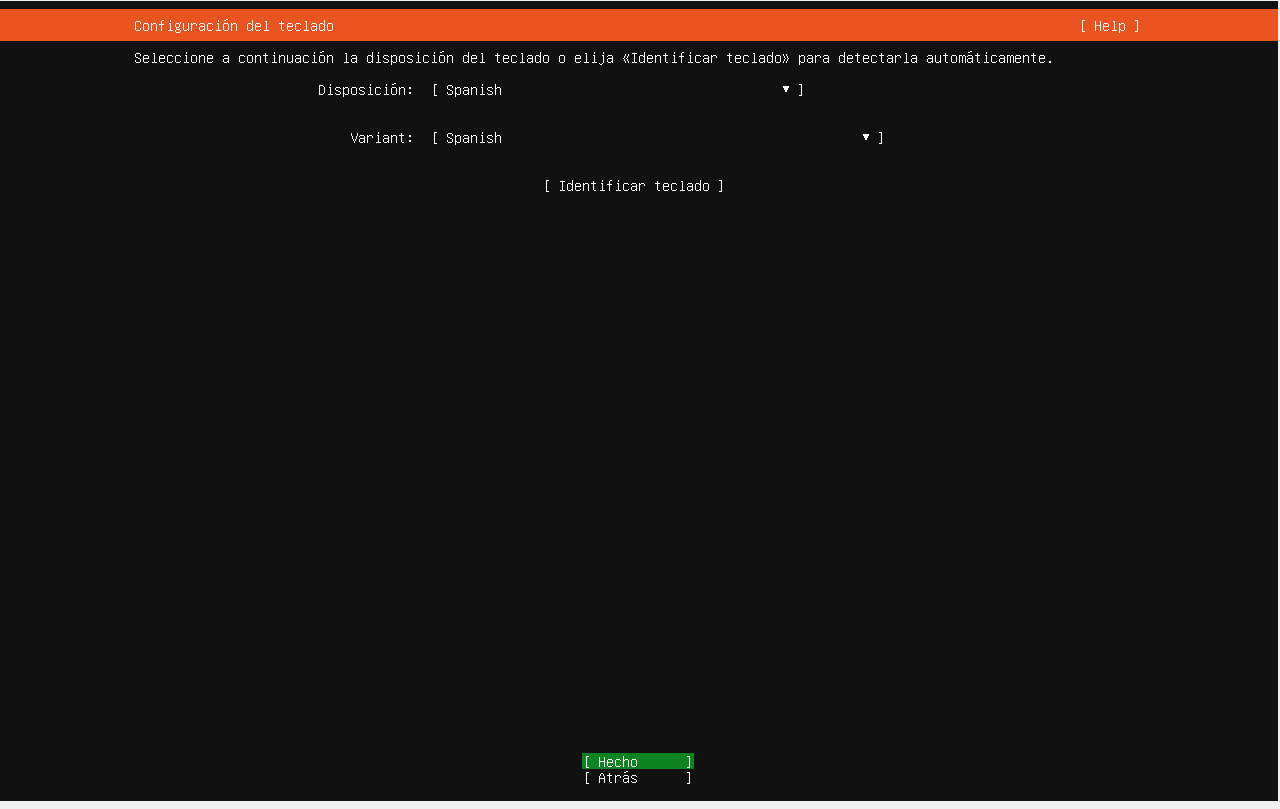 Configuración del teclado [ Help ]
Seleccione a continuación la disposición del teclado o elija «Identificar teclado» para detectarla automáticamente.
Disposición: [ Spanish ▾ ]
Variant: [ Spanish ▾ ]
[ Identificar teclado ]
[ Hecho ]
[ Atrás ]